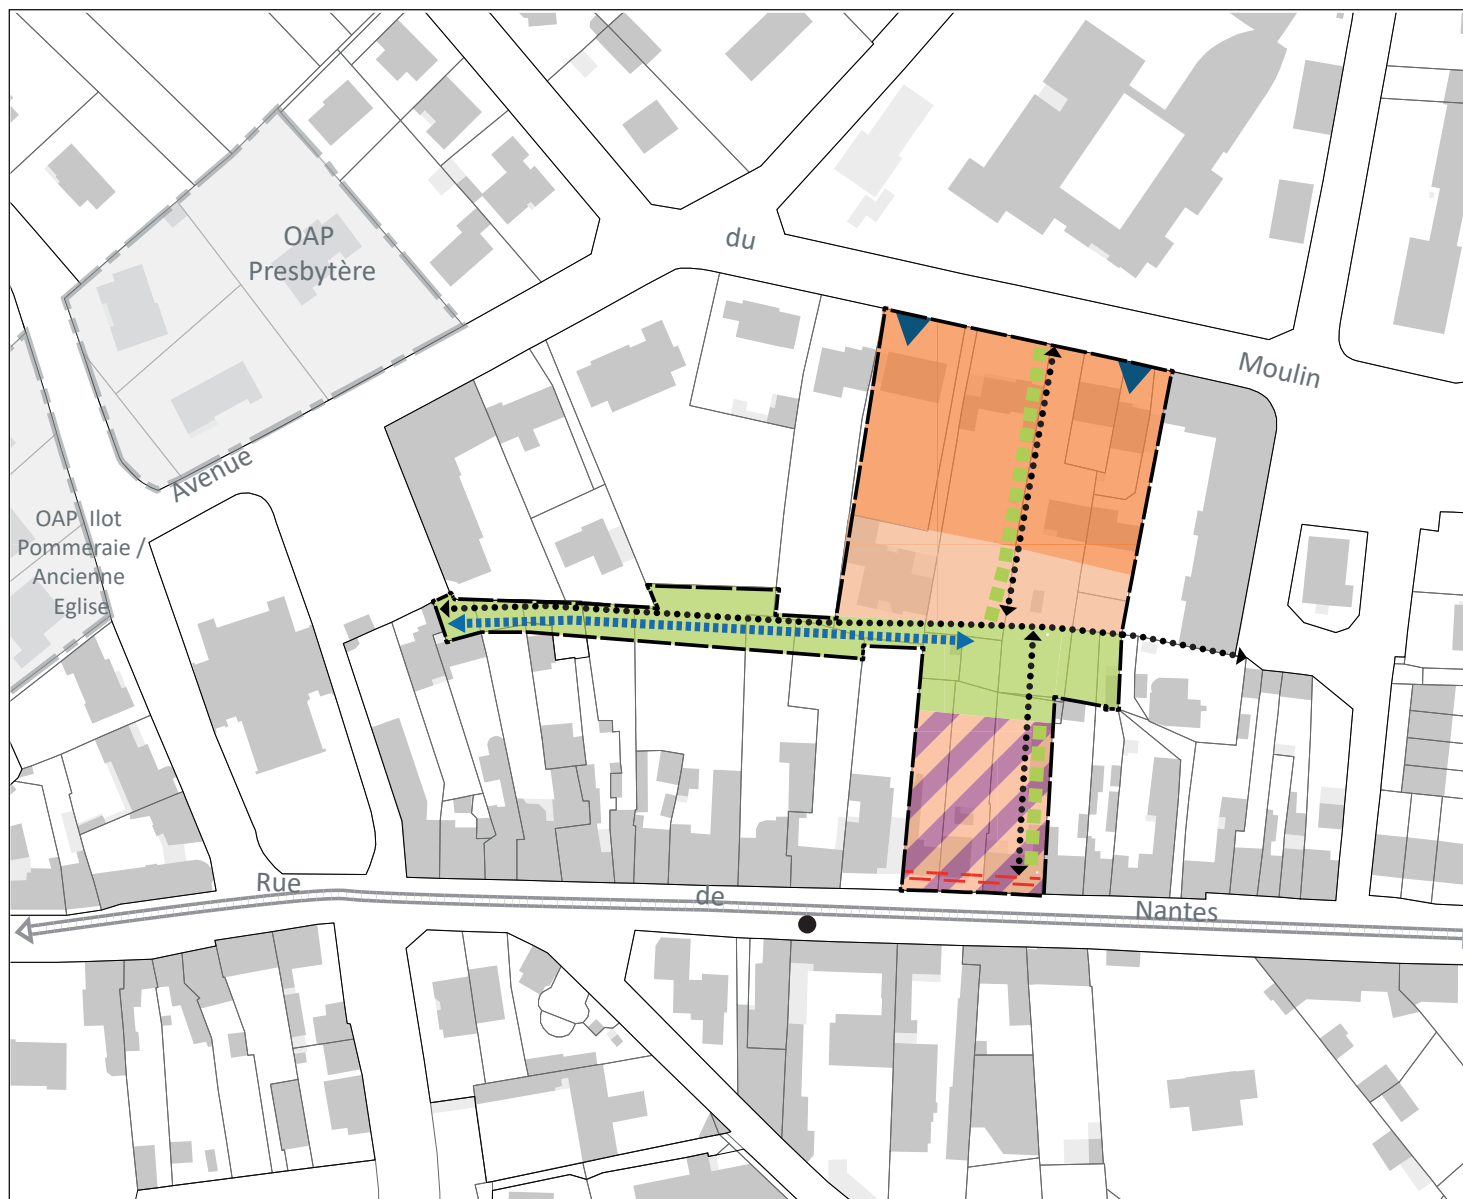 du
OAP
Presbytère
Moulin
Avenue
OAP Ilot
Pommeraie /
Ancienne
Eglise
Rue
de
Nantes